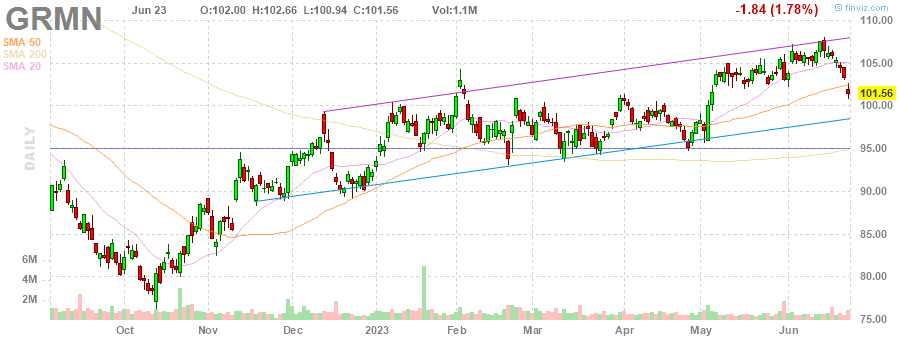 GRMN Jun 23 O:102.00 H:102.66 L:100.94 C:101.56 Vol:1.1M -1.84 (1.78%) © finviz.com
SMA 50
SMA 200
SMA 20
DAILY
110.00
105.00
101.56
100.00
95.00
90.00
85.00
80.00
75.00
6M
4M
2M
Oct Nov Dec 2023 Feb Mar Apr May Jun